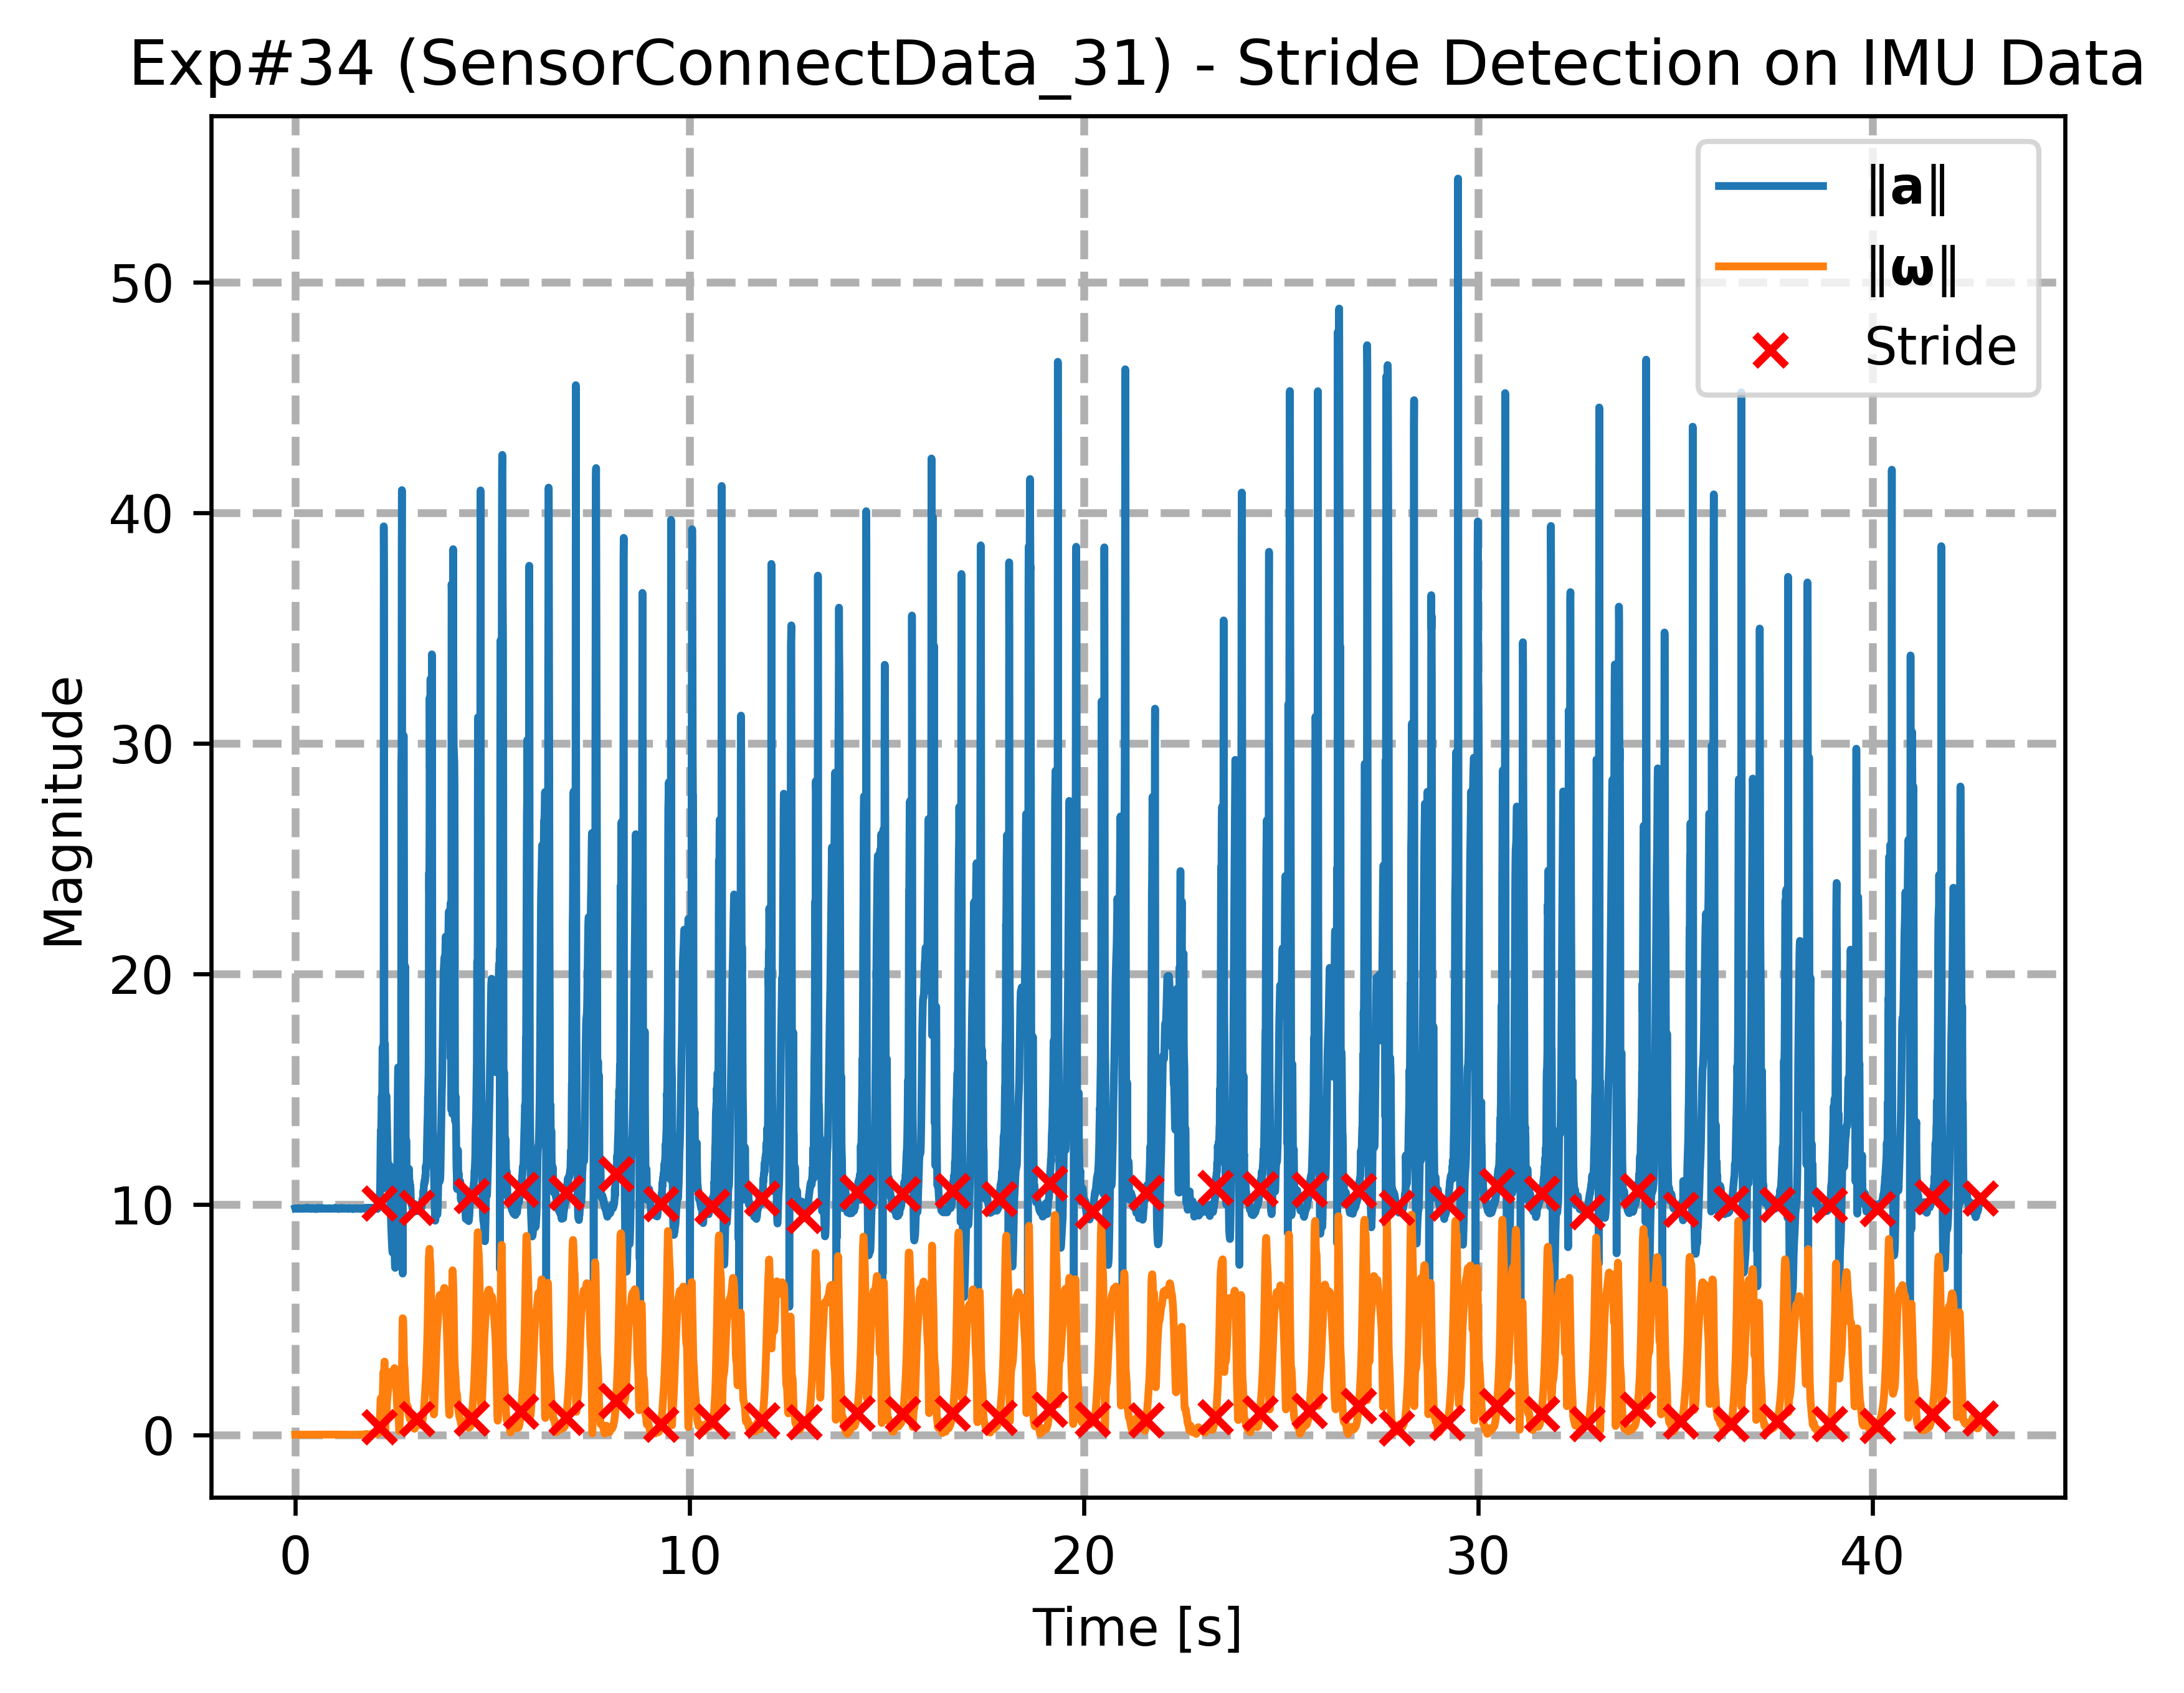 Exp#34 (SensorConnectData_31) - Stride Detection on IMU Data
‖a‖
‖ω‖
Stride
Magnitude
50
40
30
20
10
0
0 10 20 30 40
Time [s]